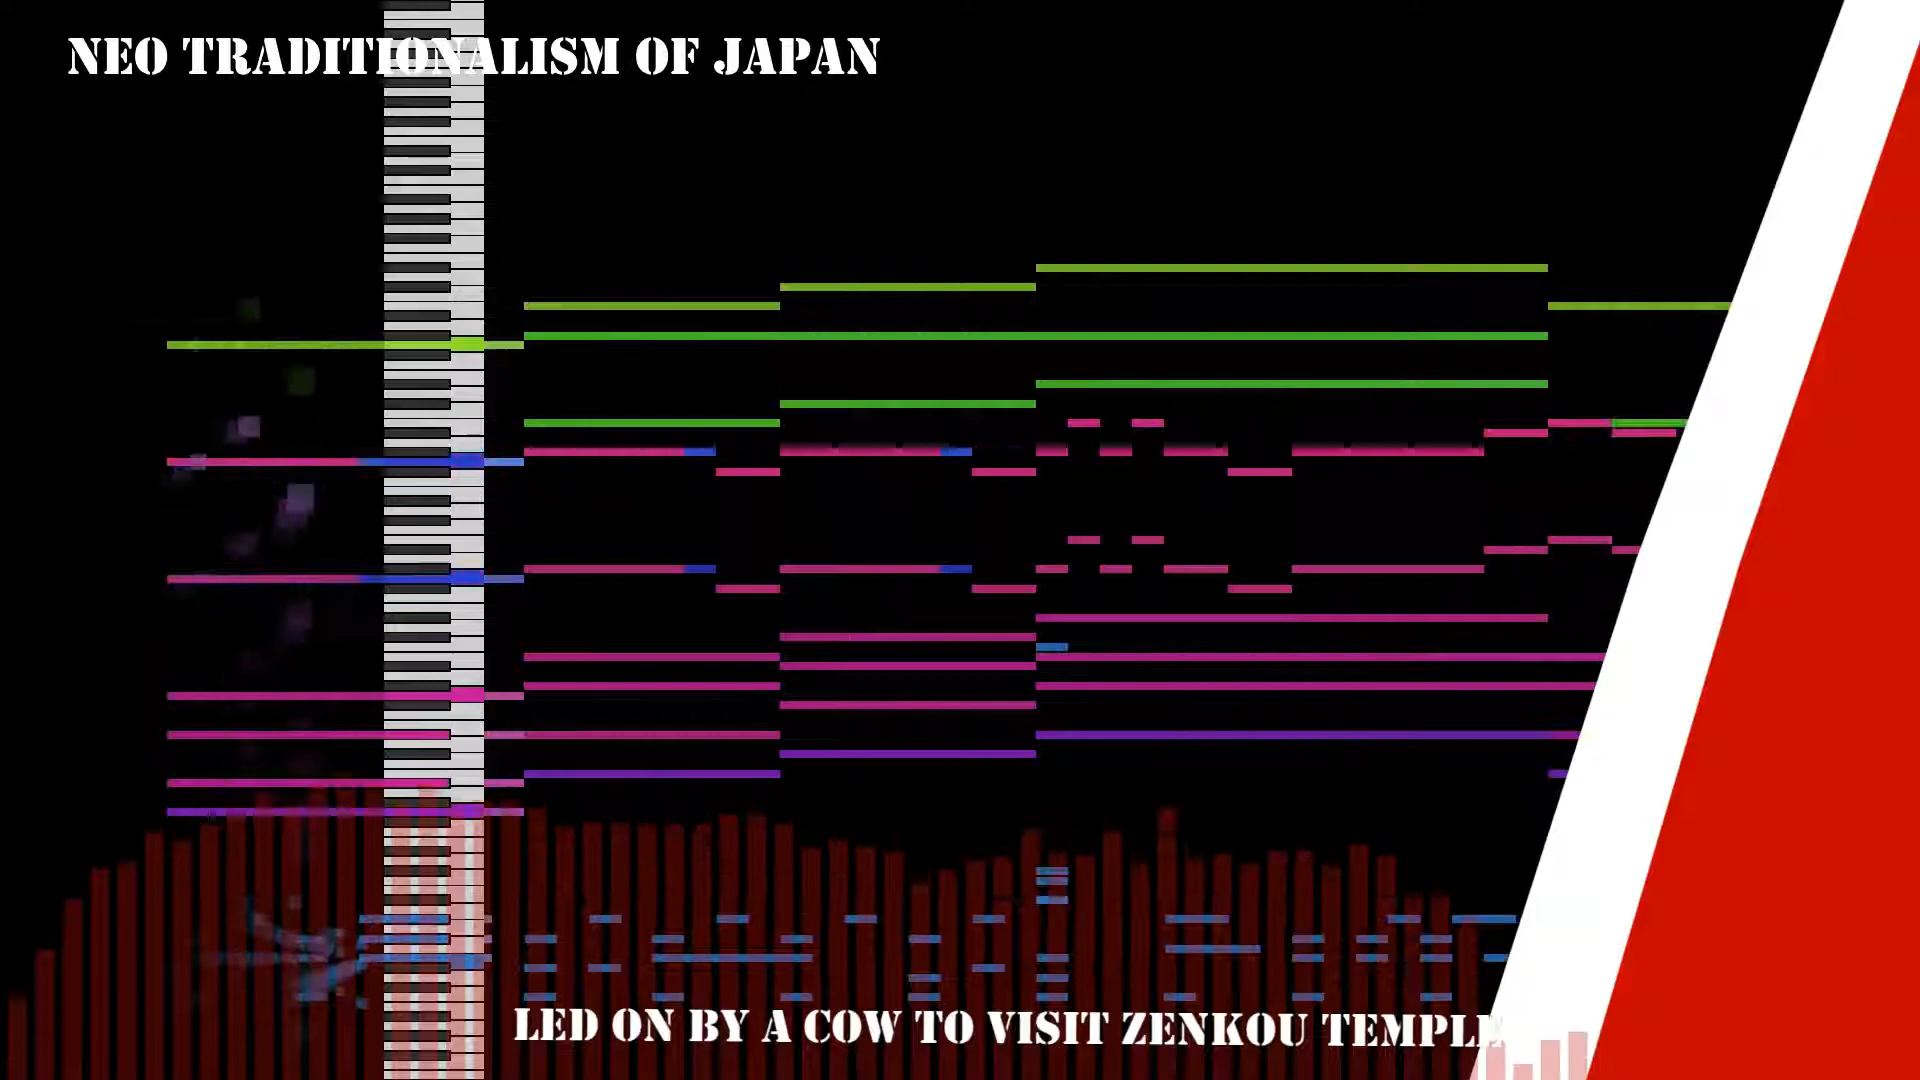 NEO TRADITIONALISM OF JAPAN
LED ON BY A COW TO VISIT ZENKOU TEMPLE